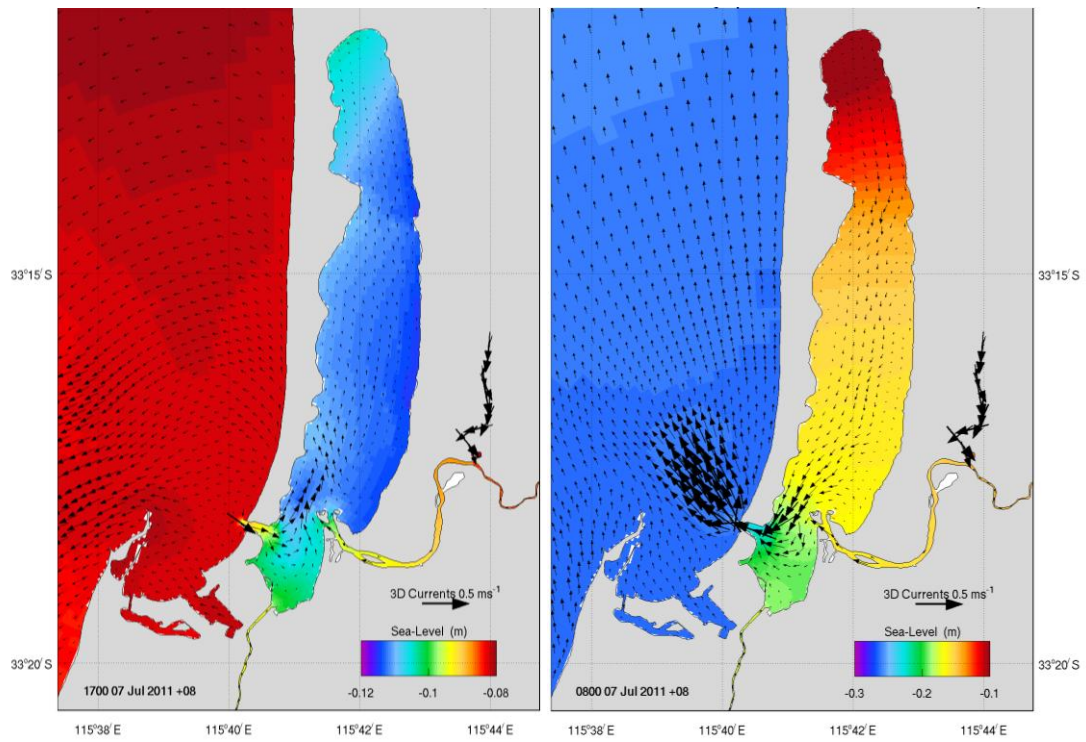 33°15′ S
33°20′ S
3D Currents 0.5 ms⁻¹
Sea-Level (m)
-0.12 -0.1 -0.08
1700 07 Jul 2011 +08
115°38′ E 115°40′ E 115°42′ E 115°44′ E
33°15′ S
33°20′ S
3D Currents 0.5 ms⁻¹
Sea-Level (m)
-0.3 -0.2 -0.1
0800 07 Jul 2011 +08
115°38′ E 115°40′ E 115°42′ E 115°44′ E